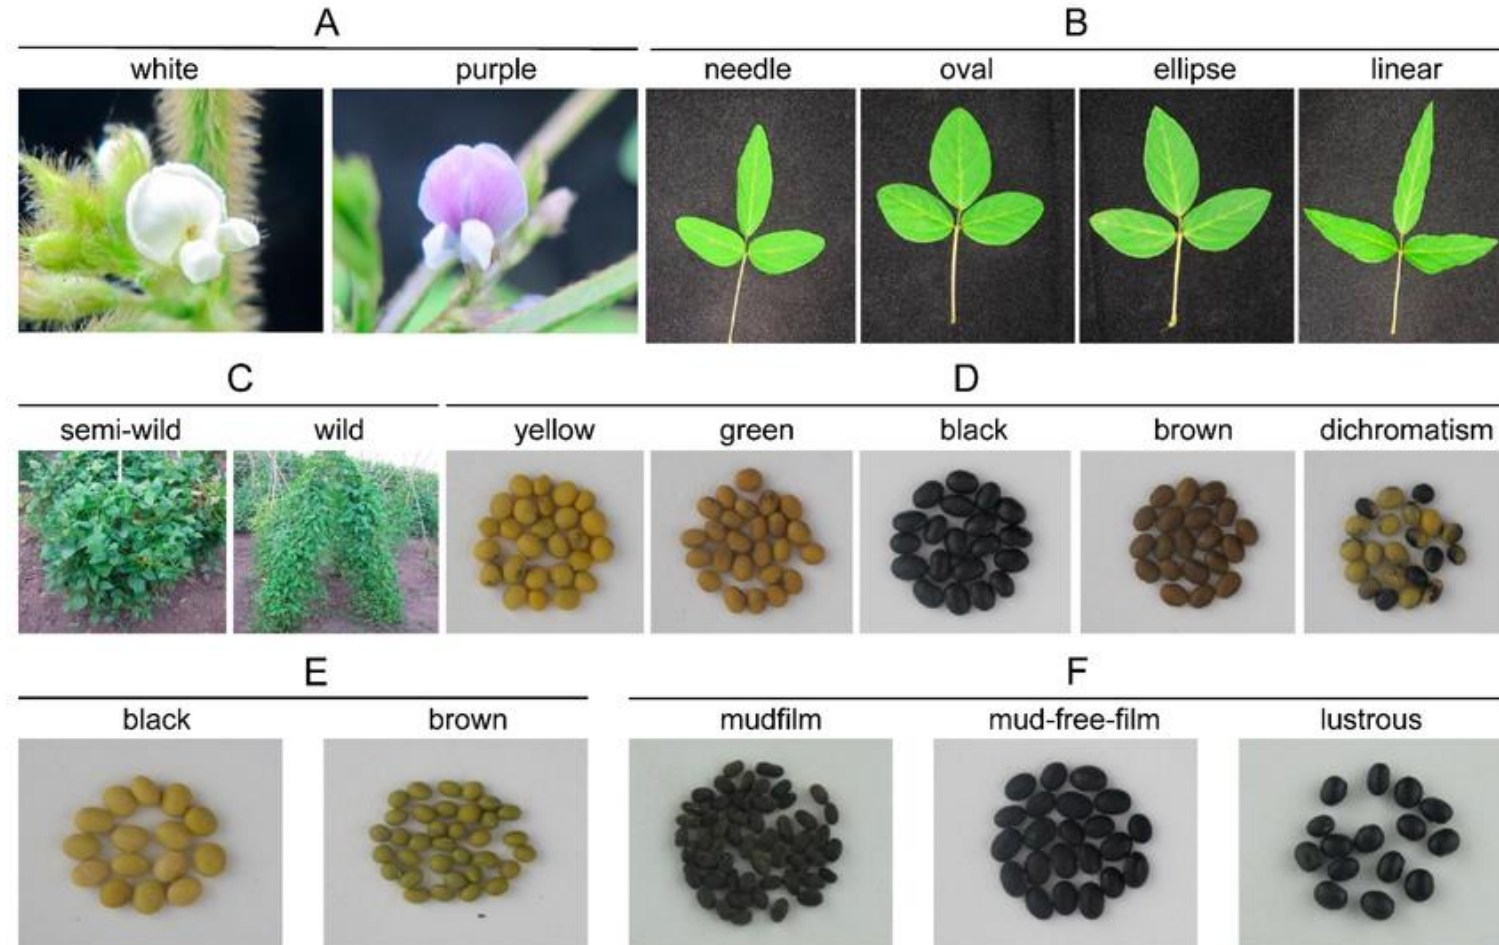 A B
white purple needle oval ellipse linear
C D
semi-wild wild yellow green black brown dichromatism
E F
black brown mudfilm mud-free-film lustrous